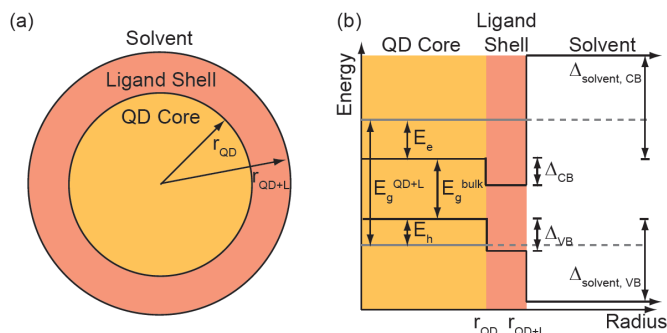 (a)
Solvent
Ligand Shell
QD Core
r_QD
r_QD+L
(b)
Ligand
QD Core Shell Solvent
Energy
Δ_solvent, CB
E_e
Δ_CB
E_g^QD+L
E_g^bulk
E_h
Δ_VB
Δ_solvent, VB
r_QD r_QD+L Radius